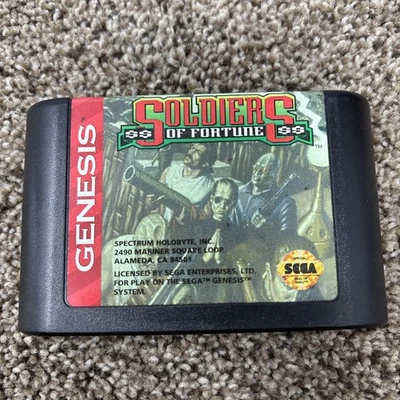 GENESIS
SOLDIERS
$$ OF FORTUNE $$
™
SPECTRUM HOLOBYTE, INC.
2490 MARINER SQUARE LOOP
ALAMEDA, CA 94501
LICENSED BY SEGA ENTERPRISES, LTD.
FOR PLAY ON THE SEGA™ GENESIS™
SYSTEM.
SEGA